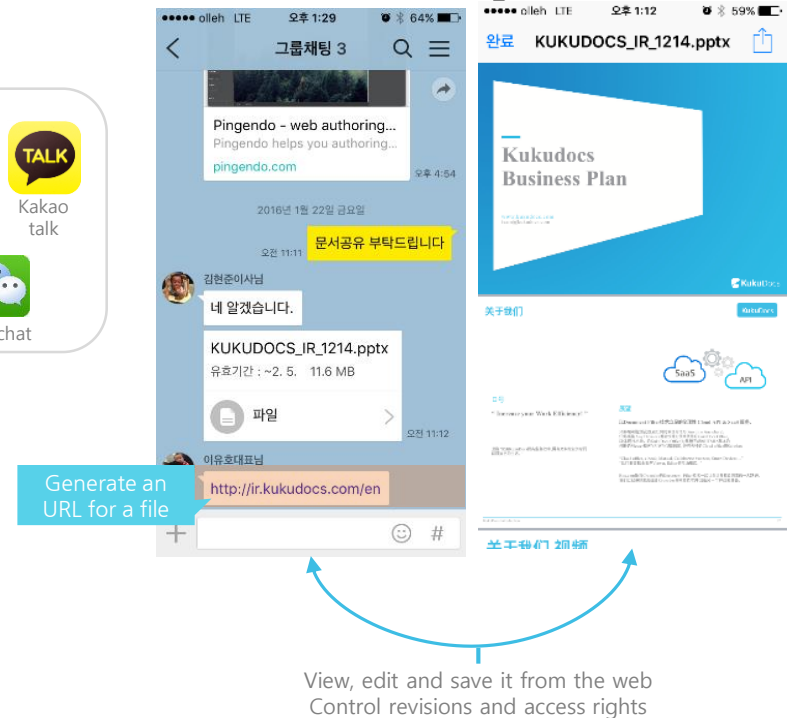 olleh LTE 오후 1:29 64%
그룹채팅 3
Pingendo - web authoring...
Pingendo helps you authoring...
pingendo.com
오후 4:54
2016년 1월 22일 금요일
오전 11:11
문서공유 부탁드립니다
김현준이사님
네 알겠습니다.
KUKUDOCS_IR_1214.pptx
유효기간 : ~2. 5. 11.6 MB
파일
오전 11:12
이유호대표님
http://ir.kukudocs.com/en
#
TALK
Kakao
talk
chat
Generate an
URL for a file
olleh LTE 오후 1:12 59%
완료 KUKUDOCS_IR_1214.pptx
Kukudocs
Business Plan
KukuDocs
关于我们
KukuDocs
SaaS
API
关于我们 视频
View, edit and save it from the web
Control revisions and access rights